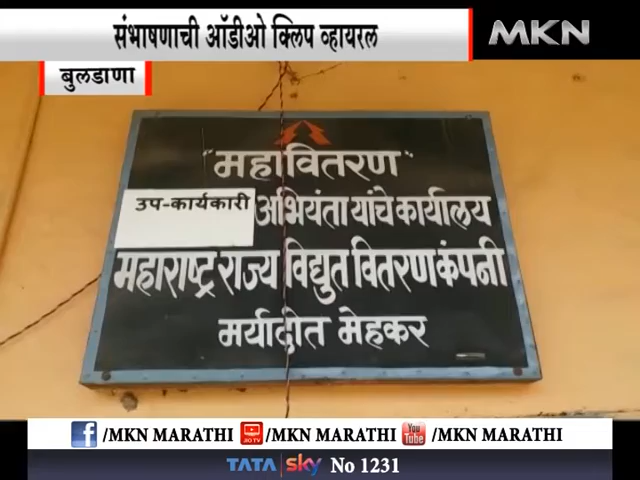 संभाषणाची ऑडीओ क्लिप व्हायरल
MKN
बुलडाणा
"महावितरण"
उप-कार्यकारी अभियंता यांचे कार्यालय
महाराष्ट्र राज्य विद्युत वितरण कंपनी
मर्यादीत मेहकर
/MKN MARATHI /MKN MARATHI /MKN MARATHI
TATA sky No 1231